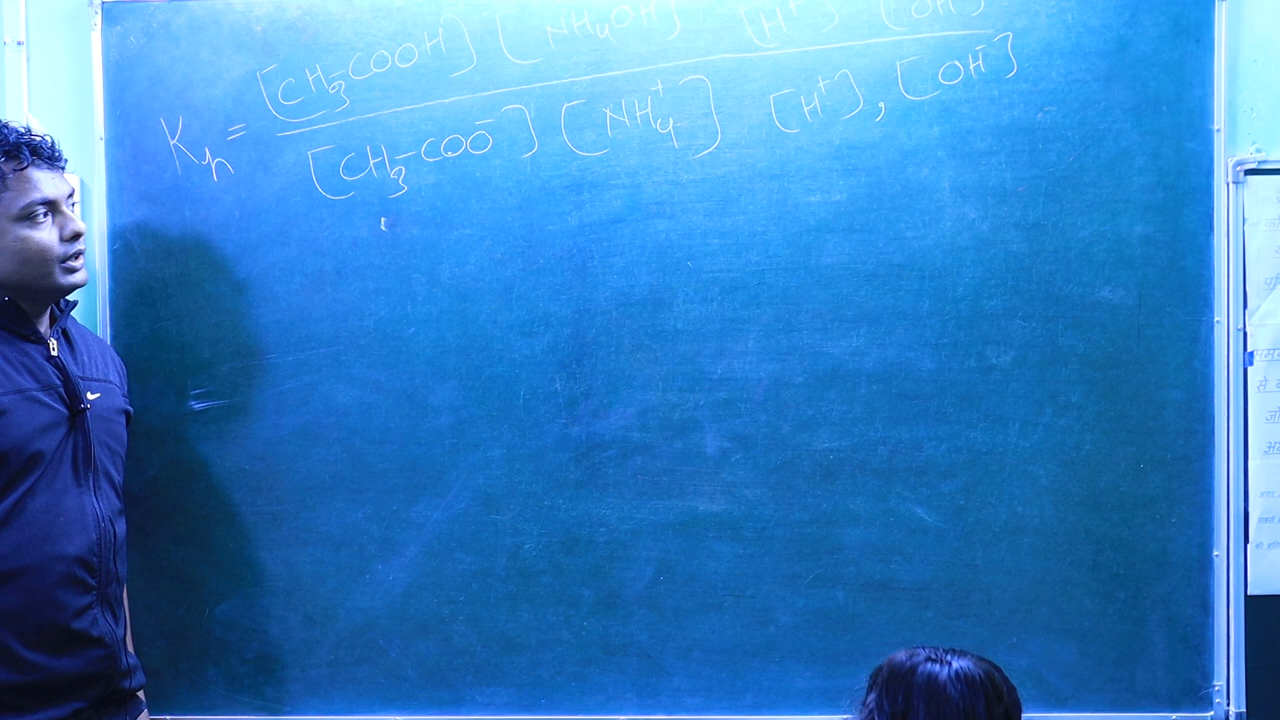 [CH₃-COOH] [NH₄OH] [H⁺] [OH⁻]
Kₕ = ―――――――――――――――
[CH₃-COO⁻] [NH₄⁺] [H⁺], [OH⁻]
से